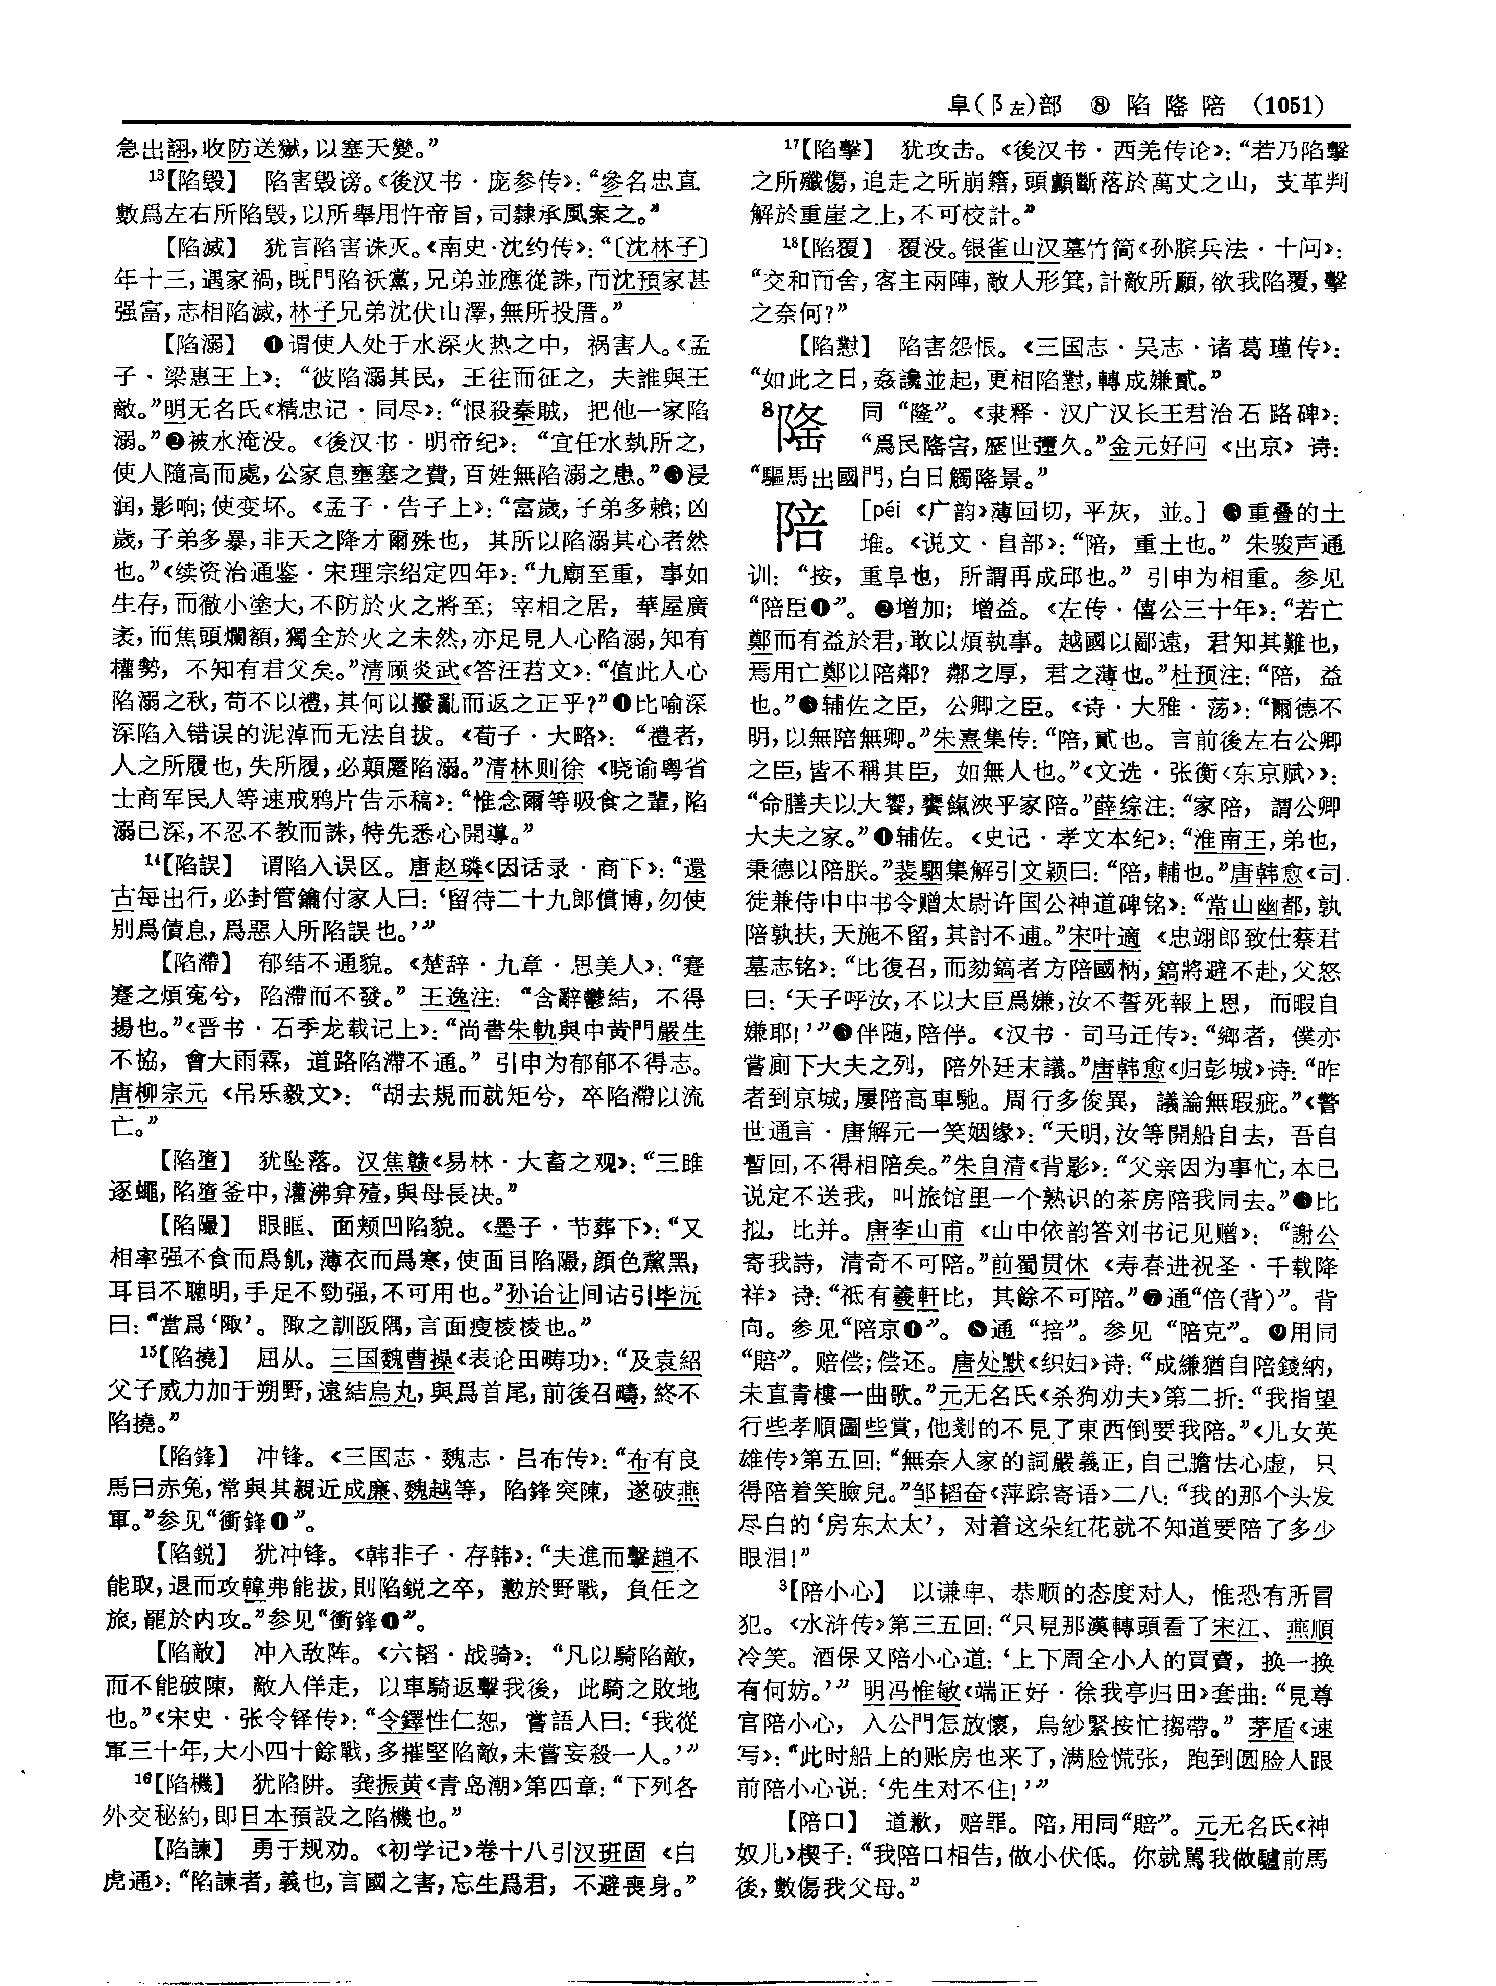 阜(阝左)部　⑧ 陷 隆 陪　(1051)
急出翮,收防送獄,以塞天變。”
13【陷毁】　陷害毁谤。《後汉书·庞参传》:“參名忠直
數爲左右所陷毁,以所舉用忤帝旨,司隸承風案之。”
【陷滅】　犹言陷害诛灭。《南史·沈约传》:“〔沈林子〕
年十三,遇家禍,既門陷祅黨,兄弟並應從誅,而沈預家甚
强富,志相陷滅,林子兄弟沈伏山澤,無所投厝。”
【陷溺】　❶谓使人处于水深火热之中，祸害人。《孟
子·梁惠王上》:“彼陷溺其民，王往而征之，夫誰與王
敵。”明无名氏《精忠记·同尽》:“恨殺秦賊，把他一家陷
溺。”❷被水淹没。《後汉书·明帝纪》:“宜任水埶所之，
使人隨高而處,公家息壅塞之費,百姓無陷溺之患。”❸浸
润,影响;使变坏。《孟子·告子上》:“富歲,子弟多賴;凶
歲,子弟多暴,非天之降才爾殊也，其所以陷溺其心者然
也。”《续资治通鉴·宋理宗绍定四年》:“九廟至重，事如
生存,而徹小塗大,不防於火之將至；宰相之居，華屋廣
袤,而焦頭爛額,獨全於火之未然,亦足見人心陷溺,知有
權勢，不知有君父矣。”清顾炎武《答汪苕文》:“值此人心
陷溺之秋,苟不以禮,其何以撥亂而返之正乎?”❹比喻深
深陷入错误的泥淖而无法自拔。《荀子·大略》:“禮者，
人之所履也,失所履,必顛蹷陷溺。”清林则徐《晓谕粤省
士商军民人等速戒鸦片告示稿》:“惟念爾等吸食之輩,陷
溺已深,不忍不教而誅,特先悉心開導。”
14【陷誤】　谓陷入误区。唐赵璘《因话录·商下》:“還
古每出行,必封管鑰付家人曰:‘留待二十九郎償博,勿使
别爲債息,爲惡人所陷誤也。’”
【陷滯】　郁结不通貌。《楚辞·九章·思美人》:“蹇
蹇之煩寃兮，陷滯而不發。”王逸注:“含辭鬱結，不得
揚也。”《晋书·石季龙载记上》:“尚書朱軌與中黄門嚴生
不協，會大雨霖，道路陷滯不通。”引申为郁郁不得志。
唐柳宗元《吊乐毅文》:“胡去規而就矩兮，卒陷滯以流
亡。”
【陷墮】　犹坠落。汉焦赣《易林·大畜之观》:“三雎
逐蠅,陷墮釜中,灌沸弇殪,與母長决。”
【陷𨻶】　眼眶、面颊凹陷貌。《墨子·节葬下》:“又
相率强不食而爲飢,薄衣而爲寒,使面目陷𨻶,顔色黧黑,
耳目不聰明,手足不勁强,不可用也。”孙诒让间诂引毕沅
曰:“當爲‘陬’。陬之訓阪隅,言面瘦棱棱也。”
15【陷撓】　屈从。三国魏曹操《表论田畴功》:“及袁紹
父子威力加于朔野,遠結烏丸,與爲首尾,前後召疇,終不
陷撓。”
【陷鋒】　冲锋。《三国志·魏志·吕布传》:“布有良
馬曰赤兔,常與其親近成廉、魏越等，陷鋒突陳，遂破燕
軍。”参见“衝鋒❶”。
【陷鋭】　犹冲锋。《韩非子·存韩》:“夫進而擊趙不
能取,退而攻韓弗能拔,則陷鋭之卒，懃於野戰，負任之
旅,罷於内攻。”参见“衝鋒❶”。
【陷敵】　冲入敌阵。《六韬·战骑》:“凡以騎陷敵，
而不能破陳，敵人佯走，以車騎返擊我後，此騎之敗地
也。”《宋史·张令铎传》:“令鐸性仁恕，嘗語人曰:‘我從
軍三十年,大小四十餘戰,多摧堅陷敵,未嘗妄殺一人。’”
16【陷機】　犹陷阱。龚振黄《青岛潮》第四章:“下列各
外交秘約,即日本預設之陷機也。”
【陷諫】　勇于规劝。《初学记》卷十八引汉班固《白
虎通》:“陷諫者,義也,言國之害,忘生爲君，不避喪身。”
17【陷擊】　犹攻击。《後汉书·西羌传论》:“若乃陷擊
之所殲傷,追走之所崩籍,頭顱斷落於萬丈之山，支革判
解於重崖之上,不可校計。”
18【陷覆】　覆没。银雀山汉墓竹简《孙膑兵法·十问》:
“交和而舍,客主兩陣,敵人形箕,計敵所願,欲我陷覆,擊
之奈何?”
【陷懟】　陷害怨恨。《三国志·吴志·诸葛瑾传》:
“如此之日,姦讒並起,更相陷懟,轉成嫌貳。”
8隆　同“隆”。《隶释·汉广汉长王君治石路碑》:
“爲民隆害,歷世彌久。”金元好问《出京》诗:
“驅馬出國門,白日觸隆景。”
陪　[péi《广韵》薄回切，平灰，並。] ❶重叠的土
堆。《说文·𨸏部》:“陪，重土也。”朱骏声通
训:“按，重阜也，所謂再成邱也。”引申为相重。参见
“陪臣❶”。❷增加；增益。《左传·僖公三十年》:“若亡
鄭而有益於君,敢以煩執事。越國以鄙遠，君知其難也，
焉用亡鄭以陪鄰？鄰之厚，君之薄也。”杜预注:“陪，益
也。”❸辅佐之臣，公卿之臣。《诗·大雅·荡》:“爾德不
明,以無陪無卿。”朱熹集传:“陪,貳也。言前後左右公卿
之臣,皆不稱其臣，如無人也。”《文选·张衡〈东京赋〉》:
“命膳夫以大饗,饔餼浹乎家陪。”薛综注:“家陪，謂公卿
大夫之家。”❹辅佐。《史记·孝文本纪》:“淮南王,弟也,
秉德以陪朕。”裴駰集解引文颖曰:“陪,輔也。”唐韩愈《司
徒兼侍中中书令赠太尉许国公神道碑铭》:“常山幽都,孰
陪孰扶,天施不留,其討不逋。”宋叶適《忠翊郎致仕蔡君
墓志铭》:“比復召,而劾鎬者方陪國柄,鎬將避不赴,父怒
曰:‘天子呼汝,不以大臣爲嫌,汝不誓死報上恩，而暇自
嫌耶!’”❺伴随,陪伴。《汉书·司马迁传》:“鄉者，僕亦
嘗廁下大夫之列，陪外廷末議。”唐韩愈《归彭城》诗:“昨
者到京城,屢陪高車馳。周行多俊異，議論無瑕疵。”《警
世通言·唐解元一笑姻缘》:“天明,汝等開船自去，吾自
暫回,不得相陪矣。”朱自清《背影》:“父亲因为事忙,本已
说定不送我，叫旅馆里一个熟识的茶房陪我同去。”❻比
拟，比并。唐李山甫《山中依韵答刘书记见赠》:“謝公
寄我詩，清奇不可陪。”前蜀贯休《寿春进祝圣·千载降
祥》诗:“祗有羲軒比，其餘不可陪。”❼通“倍(背)”。背
向。参见“陪京❶”。❽通“掊”。参见“陪克”。❾用同
“賠”。赔偿;偿还。唐处默《织妇》诗:“成縑猶自陪錢納，
未直青樓一曲歌。”元无名氏《杀狗劝夫》第二折:“我指望
行些孝順圖些賞,他剗的不見了東西倒要我陪。”《儿女英
雄传》第五回:“無奈人家的詞嚴義正,自己膽怯心虚，只
得陪着笑臉兒。”邹韬奋《萍踪寄语》二八:“我的那个头发
尽白的‘房东太太’，对着这朵红花就不知道要陪了多少
眼泪!”
3【陪小心】　以谦卑、恭顺的态度对人，惟恐有所冒
犯。《水浒传》第三五回:“只見那漢轉頭看了宋江、燕順
冷笑。酒保又陪小心道:‘上下周全小人的買賣，换一换
有何妨。’”明冯惟敏《端正好·徐我亭归田》套曲:“見尊
官陪小心，入公門怎放懷，烏紗緊按忙搊帶。”茅盾《速
写》:“此时船上的账房也来了,满脸慌张，跑到圆脸人跟
前陪小心说:‘先生对不住!’”
【陪口】　道歉，赔罪。陪,用同“賠”。元无名氏《神
奴儿》楔子:“我陪口相告,做小伏低。你就駡我做驢前馬
後,數傷我父母。”